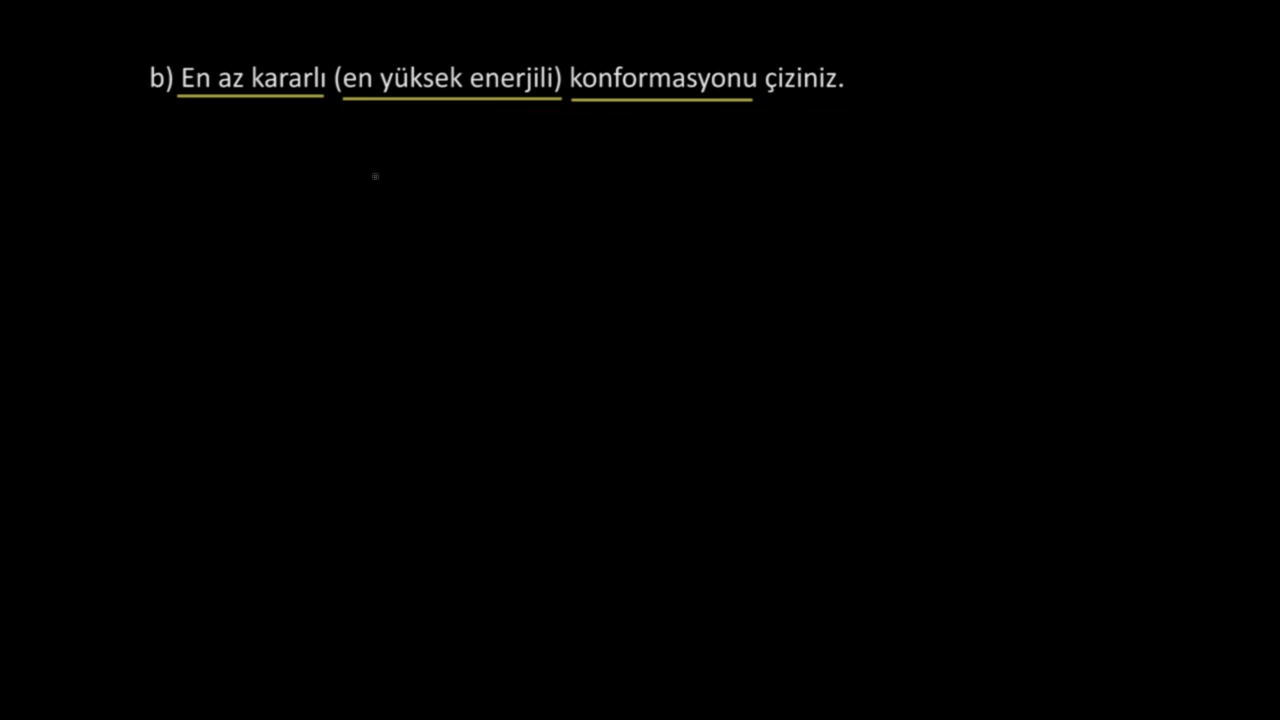 b) En az kararlı (en yüksek enerjili) konformasyonu çiziniz.